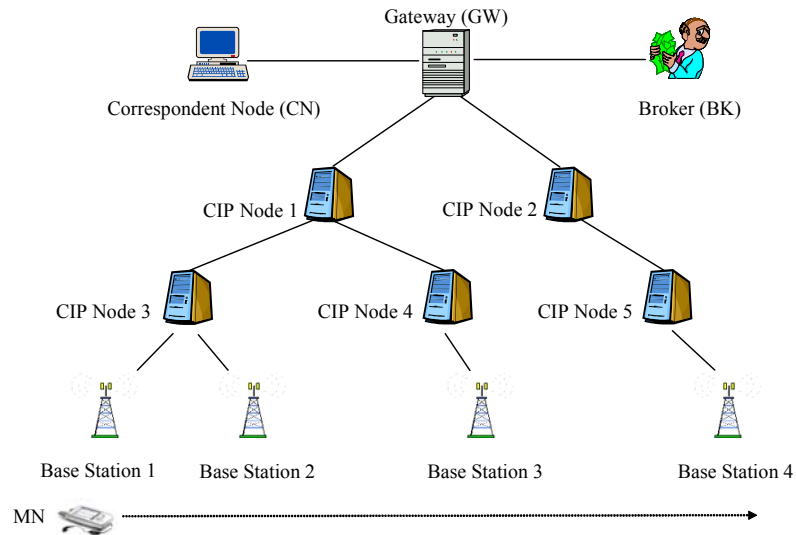 Gateway (GW)
Correspondent Node (CN)
Broker (BK)
CIP Node 1
CIP Node 2
CIP Node 3
CIP Node 4
CIP Node 5
Base Station 1
Base Station 2
Base Station 3
Base Station 4
MN